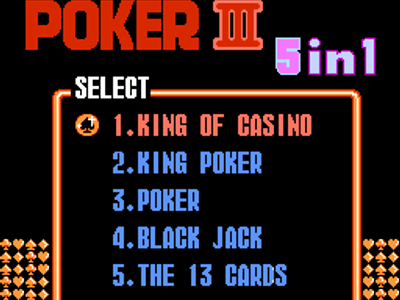 POKER III
5in1
SELECT
1.KING OF CASINO
2.KING POKER
3.POKER
4.BLACK JACK
5.THE 13 CARDS